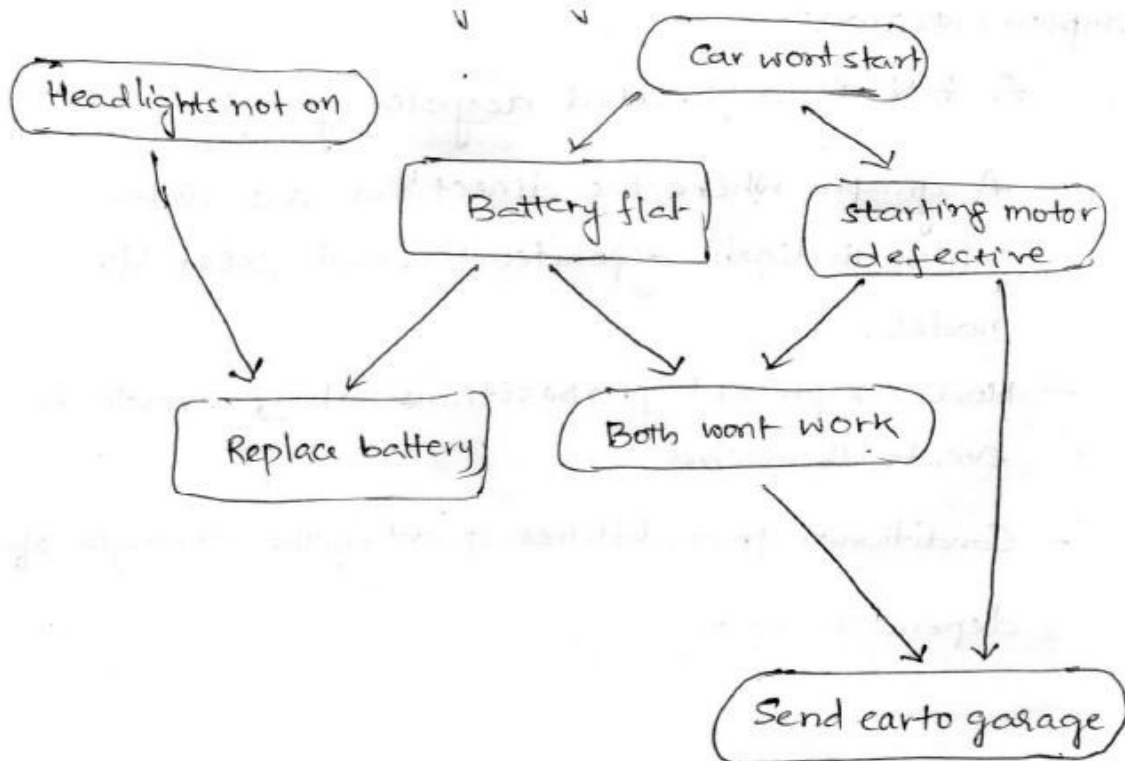 Car wont start
Headlights not on
Battery flat
starting motor
defective
Replace battery
Both wont work
Send car to garage